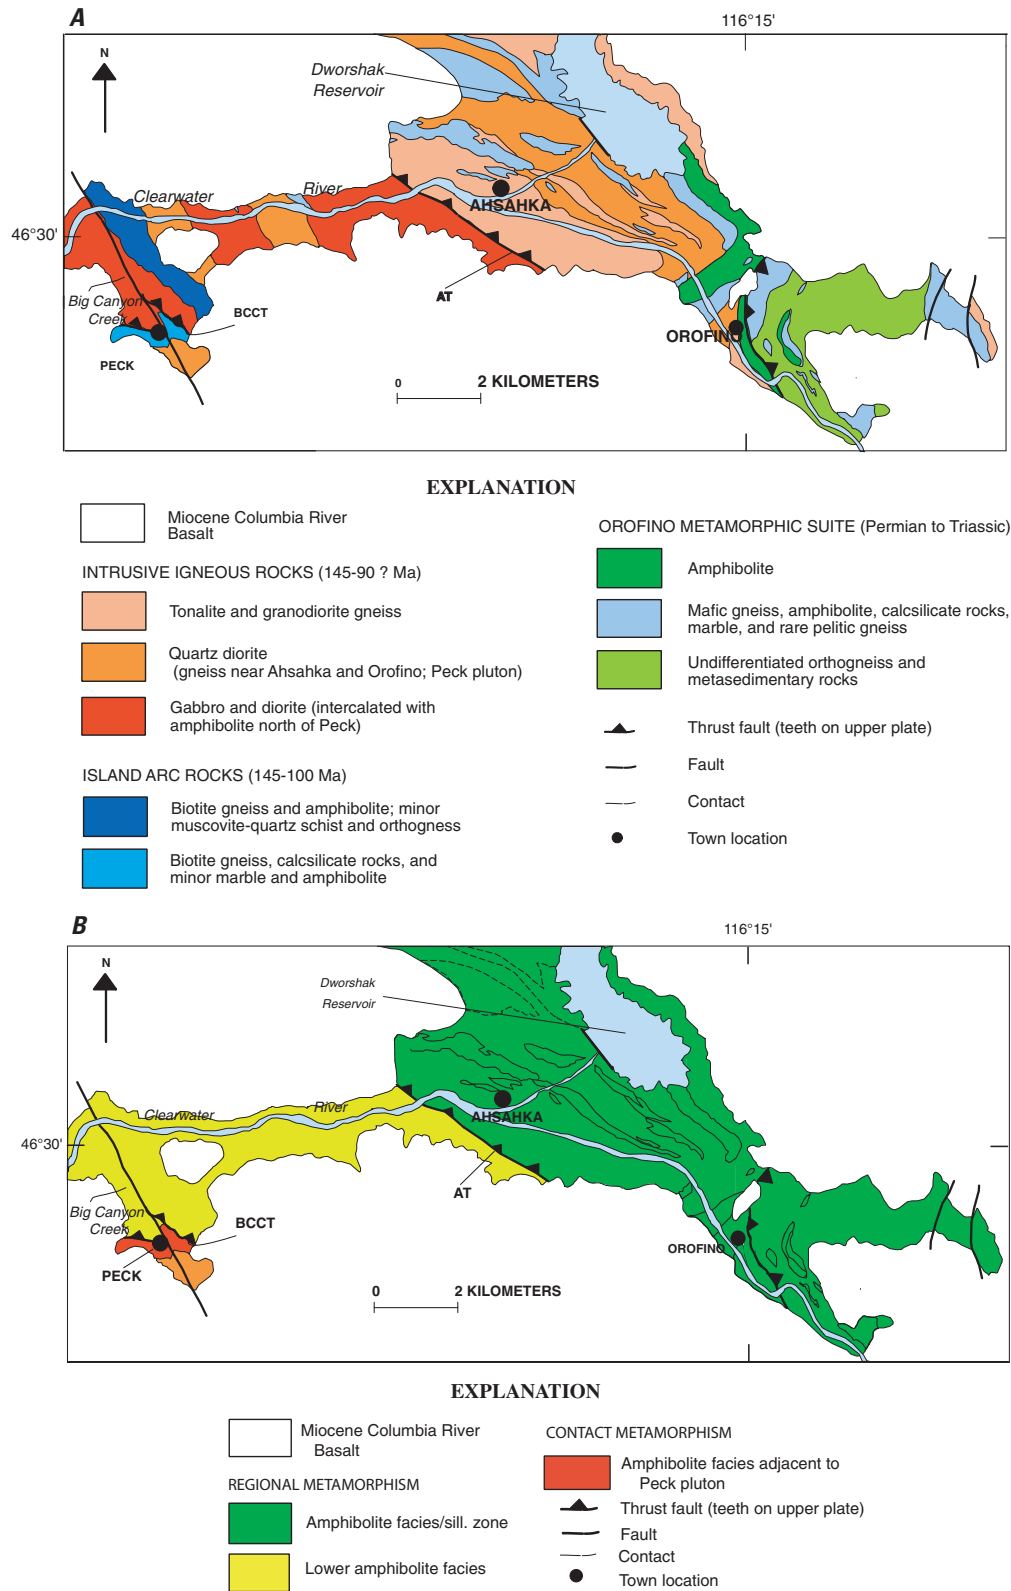 A
116°15'
N
Dworshak
Reservoir
Clearwater
River
AHSAHKA
46°30'
AT
Big Canyon
Creek
BCCT
PECK
OROFINO
0
2 KILOMETERS
EXPLANATION
Miocene Columbia River
Basalt
INTRUSIVE IGNEOUS ROCKS (145-90 ? Ma)
Tonalite and granodiorite gneiss
Quartz diorite
(gneiss near Ahsahka and Orofino; Peck pluton)
Gabbro and diorite (intercalated with
amphibolite north of Peck)
ISLAND ARC ROCKS (145-100 Ma)
Biotite gneiss and amphibolite; minor
muscovite-quartz schist and orthogness
Biotite gneiss, calcsilicate rocks, and
minor marble and amphibolite
OROFINO METAMORPHIC SUITE (Permian to Triassic)
Amphibolite
Mafic gneiss, amphibolite, calcsilicate rocks,
marble, and rare pelitic gneiss
Undifferentiated orthogneiss and
metasedimentary rocks
Thrust fault (teeth on upper plate)
Fault
Contact
Town location
B
116°15'
N
Dworshak
Reservoir
Clearwater
River
AHSAHKA
46°30'
AT
Big Canyon
Creek
BCCT
PECK
OROFINO
0
2 KILOMETERS
EXPLANATION
Miocene Columbia River
Basalt
REGIONAL METAMORPHISM
Amphibolite facies/sill. zone
Lower amphibolite facies
CONTACT METAMORPHISM
Amphibolite facies adjacent to
Peck pluton
Thrust fault (teeth on upper plate)
Fault
Contact
Town location